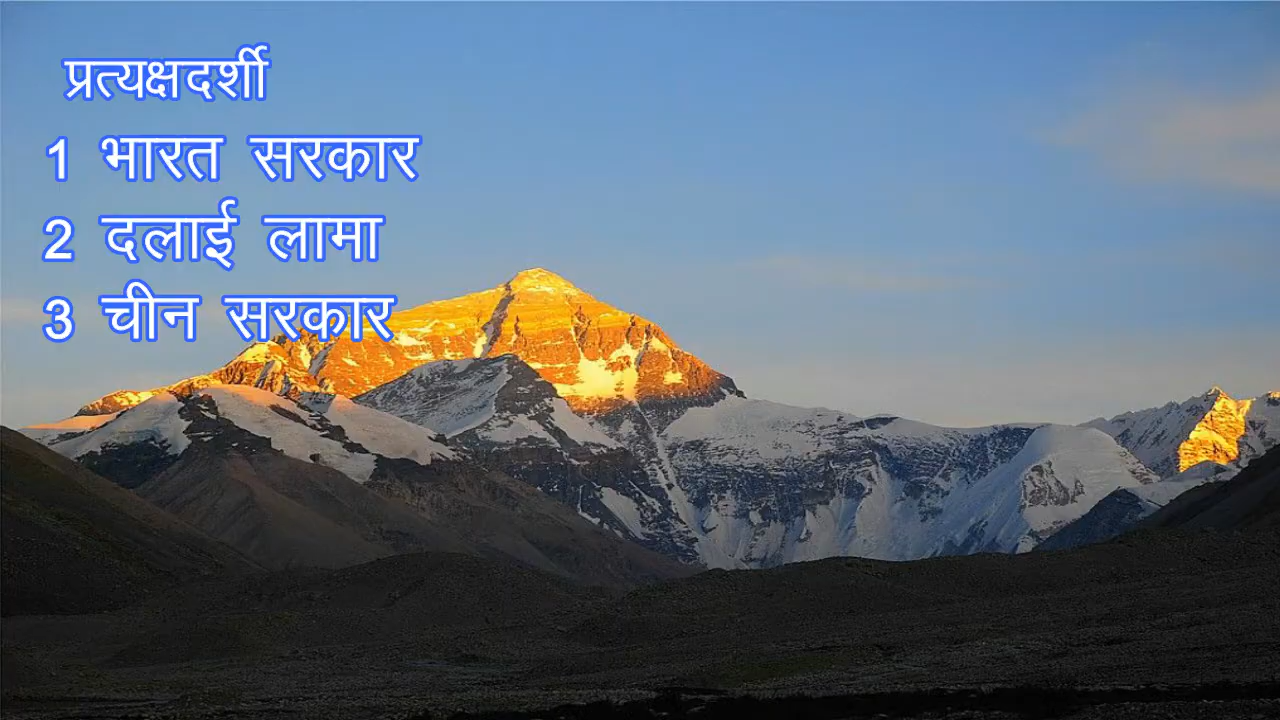 प्रत्यक्षदर्शी
1 भारत सरकार
2 दलाई लामा
3 चीन सरकार